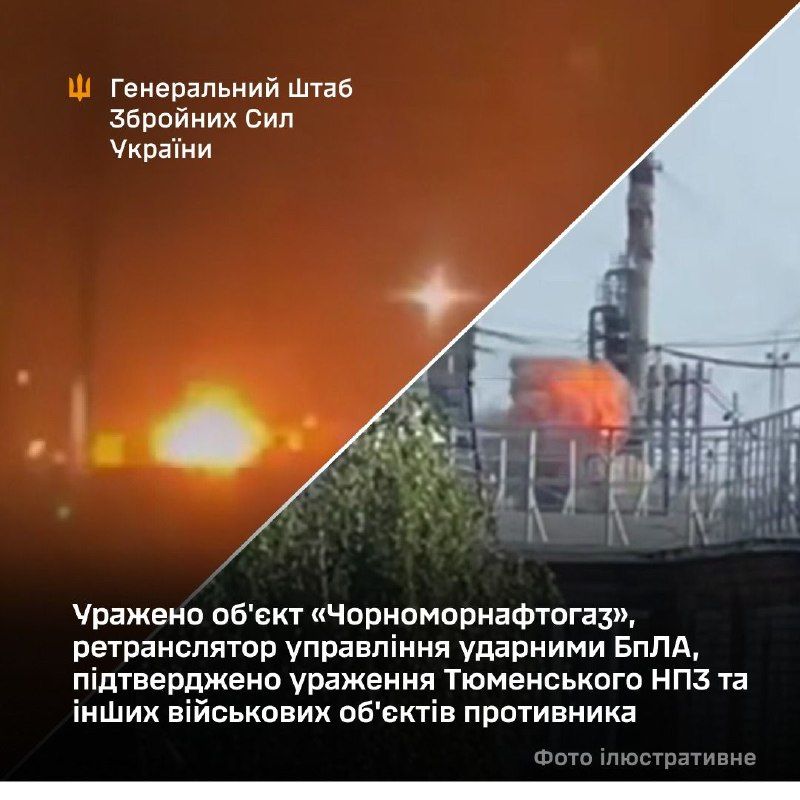 Генеральний штаб
Збройних Сил
України
Уражено об'єкт «Чорноморнафтогаз»,
ретранслятор управління ударними БпЛА,
підтверджено ураження Тюменського НПЗ та
інших військових об'єктів противника
Фото ілюстративне